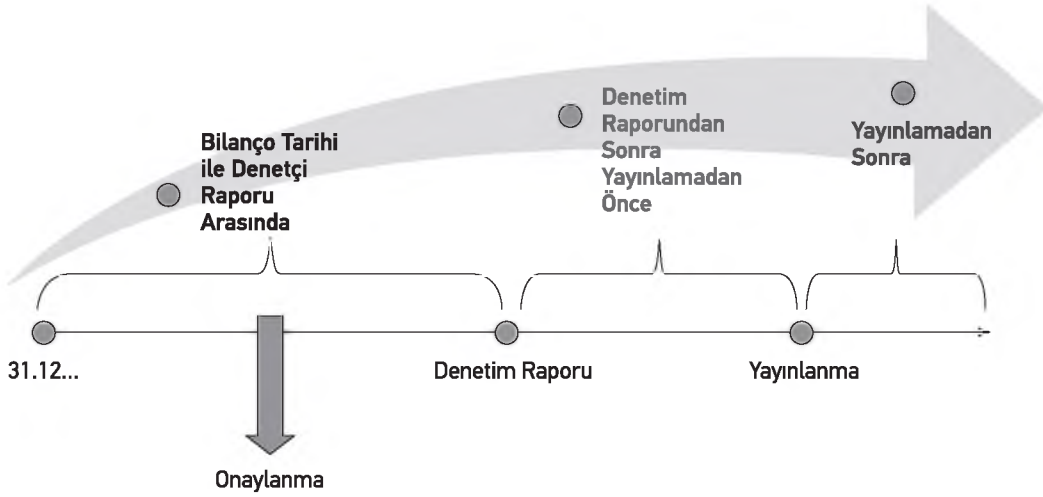 Bilanço Tarihi
ile Denetçi
Raporu
Arasında
Denetim
Raporundan
Sonra
Yayınlamadan
Önce
Yayınlamadan
Sonra
31.12...
Denetim Raporu
Yayınlanma
Onaylanma